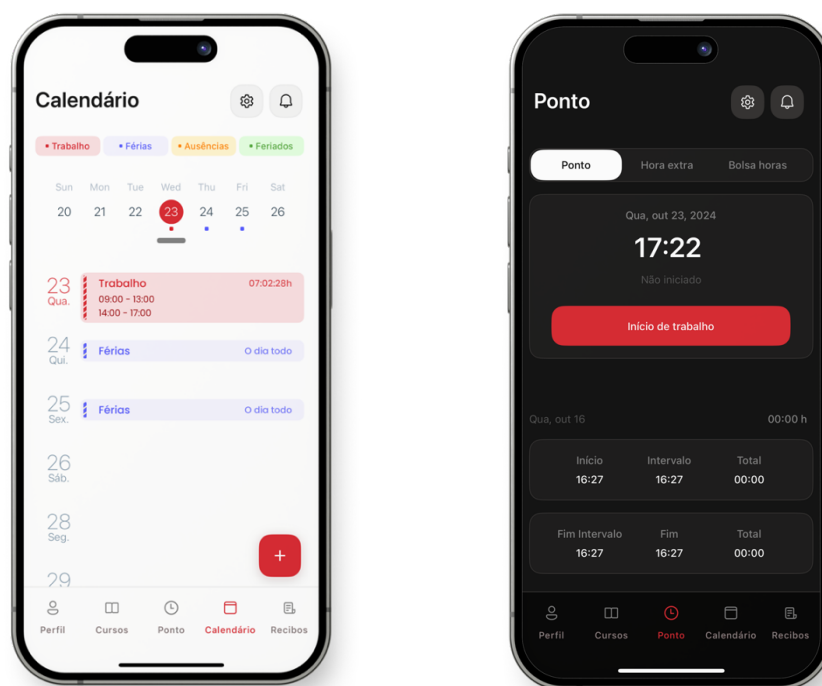 Calendário
• Trabalho • Férias • Ausências • Feriados
Sun Mon Tue Wed Thu Fri Sat
20 21 22 23 24 25 26
23 Trabalho 07:02:28h
Qua. 09:00 - 13:00
14:00 - 17:00
24 Férias O dia todo
Qui.
25 Férias O dia todo
Sex.
26
Sáb.
28
Seg.
29
+
Perfil Cursos Ponto Calendário Recibos
Ponto
Ponto Hora extra Bolsa horas
Qua, out 23, 2024
17:22
Não iniciado
Início de trabalho
Qua, out 16 00:00 h
Início Intervalo Total
16:27 16:27 00:00
Fim Intervalo Fim Total
16:27 16:27 00:00
Perfil Cursos Ponto Calendário Recibos